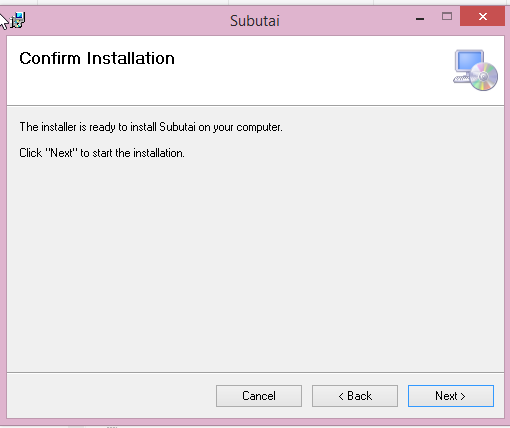 Subutai
Confirm Installation
The installer is ready to install Subutai on your computer.
Click "Next" to start the installation.
Cancel
< Back
Next >